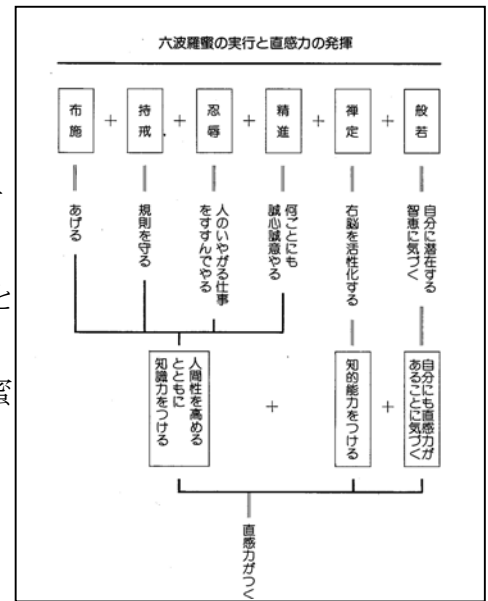 六波羅蜜の実行と直感力の発揮
布施
+
持戒
+
忍辱
+
精進
+
禅定
+
般若
あげる
規則を守る
人のいやがる仕事
をすすんでやる
何ごとにも
誠心誠意やる
右脳を活性化する
自分に潜在する
智恵に気づく
人間性を高める
とともに
知識力をつける
+
知的能力をつける
+
自分にも直感力が
あることに気づく
直感力がつく